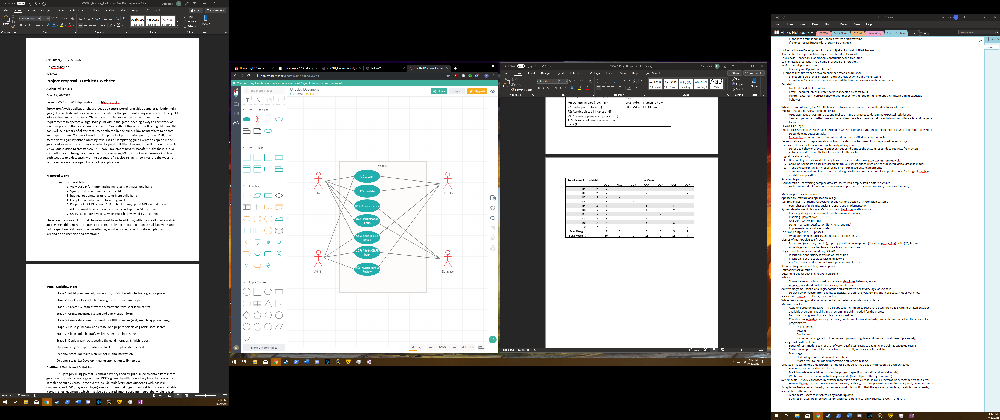 AutoSave On CSC481_Proposal_Stack - Last Modified: September 25 Alex Stack AS
File Home Insert Design Layout References Mailings Review View Help Search Share Comments
Calibri (Body) 12
Paste
Find
Replace
Select
Dictate
AaBbCcDc AaBbCcDc AaBbCc
¶ Normal ¶ No Spac... Heading 1
Clipboard Font Paragraph Styles Editing Voice
CSC 481 Systems Analysis
Dr. Ayhoung Lee
9/27/19
Project Proposal: <Entitled> Website
Author: Alex Stack
Due: 12/20/2019
Format: ASP.NET Web Application with MicrosoftSQL DB
Summary: A web application that serves as a central portal for a video game organization (aka
guild). This website will serve as a welcome site for the guild, containing a welcome letter, guild
information, and a user portal. The website is being made due to the organizational
requirements to operate a large-scale guild within the game, needing a way to keep track of
member participation and shared resources. A majority of the website will be a guild bank: this
bank will be a record of all the resources gathered by the guild, allowing members to donate
and request items. The website will also keep track of participation points, called DKP, that
members will gain by either donating resources or completing guild events and spend in the
guild bank or on valuable items rewarded by guild activities. The website will be constructed in
Visual Studio using Microsoft's ASP.NET core, implementing a Microsoft SQL database. Cloud
computing is also being investigated at this time, using Microsoft's Azure framework to host
both website and database, with the potential of developing an API to integrate the website
with a separately developed in-game Lua application.
Proposed Work:
User must be able to:
1. View guild information including roster, activities, and bank
2. Sign up and create unique user profile
3. Request to donate or take items from guild bank
4. Complete a participation form to gain DKP
5. Keep track of DKP, spend DKP on bank items, spend DKP on raid items
6. Admins must be able to view invoices and approve/deny them
7. Users can create invoices, which must be reviewed by an admin
These are the core actions that the users must have. In addition, with the creation of a web API
an in-game addon may be created to automatically record participation in guild activities and
points spent on raid items. The website may also be hosted on a cloud-based platform,
depending on licensing and timeframe.
Initial Workflow Plan:
Stage 1: Initial plan created, conception, finish choosing technologies for project
Stage 2: Finalize all details, technologies, site layout and style
Stage 3: Create skeleton of website, front end with user login control
Stage 4: Create invoicing system and participation form
Stage 5: Create database front-end for CRUD invoices (sort, search, approve, deny)
Stage 6: Finish guild bank and create web page for displaying bank (sort, search)
Stage 7: Clean code, beautify website, begin alpha testing.
Stage 8: Deployment, beta testing (by guild members), finish reports.
Optional stage 9: Export database to cloud, deploy site to cloud
Optional stage 10: Make web-API for in-app integration
Optional stage 11: Develop in-game application to link to site
Additional Details and Definitions:
DKP (dragon killing points) – central currency used by guild. Used to obtain items from
guild events (raids), spending on items. DKP is gained by either donating items to bank or by
completing guild events. These events include raids (very large dungeons with bosses),
dungeons, and PVP (player vs. player) events. Bosses in dungeons and raids drop very valuable
items in small quantities which must be distributed among guild members: the whole reason
Page 1 of 2 705 words Focus 100%
6:17 PM
10/27/2019
Home | myUSD Portal
Homepage - 2019 Fall - Sy
CSC481_ProgressReport_A
lecture21
Untitled Document - Creat
app.creately.com/diagram/tkESo8BdsPg/edit
You are using Creately with a temporary account. Sign Up to save your documents.
Find more shapes
Untitled Document
Home Public
Share Export Upgrade
UML - Use Case
UML - Class
Flowchart
Simple Shapes
Browse more shapes
Website
UC1: Login
UC2: Register
UC4: Create Invoice
UC5: Participation
Form
UC3: Change acct
Details
UC7: Admin CRUD
bank
UC6: Admin Invoice
Review
User
Admin
.NET Site
Database
100%
AutoSave On CSC481_ProjectReport_Stack - Saving... Alex Stack AS
File Home Insert Design Layout References Mailings Review View Help Search Share Comments
Cut
Copy
Format Painter
Paste
Calibri (Body) 11
AaBbCcDc AaBbCcDc AaBbCc AaBbCcE AaB
¶ Normal ¶ No Spac... Heading 1 Heading 2 Title
Find
Replace
Select
Dictate
Clipboard Font Paragraph Styles Editing Voice
R6: Donate invoice (+DKP) (F)
R7: Participation form (F)
R8: Admins view all invoices (NF)
R9: Admins approve/deny invoice (F)
R10: Admins add/remove rows from
bank (F)
form
UC6: Admin invoice review
UC7: Admin CRUD bank
Requirements Weight Use Cases
UC1 UC2 UC3 UC4 UC5 UC6 UC7
R1 2 x x
R2 2 x x x
R3 5 x x
R4 1 x x
R5 5 x x x
R6 5 x x x
R7 5 x x
R8 4 x x x
R9 5 x x x
R10 2 x x
Max Weight 5 5 1 5 5 5 2
Total Weight 36 5 1 19 5 19 4
Page 2 of 2 163 words Focus 100%
6:17 PM
10/27/2019
Intro - OneNote Alex Stack AS
File Home Insert Draw History Review View Help
Alex's Notebook CSC350 Quick Notes CSC408 Networking System Analysis Search (Ctrl+E)
Add Pag
Intro
IF changes occur sometimes, then Iterative or prototyping
If changes occur frequently, then XP, Scrum, Agile
Unified Software Development Process (UP) aka. Rational Unified Process
It is the iterative approach for object-oriented development
Four phase - inception, elaboration, construction, and transition
Each phase is organized into a number of separate iterations
Artifact - work product in set
Planning and Operational Artifacts
UP emphasizes difference between engineering and production
Eningeering part focus on design and synthesis activities in smaller teams
Proudction focus on construction, test and deployment activities with larger teams
Bad stuff:
Fault - static defect in software
Error - incorrect internal state that is manifested by some fault
Failure - external, incorrect behavior with respect to the requirements or another description of expected
behavior
When testing software, it is MUCH cheaper to fix software faults earlier in the development process.
Program evulation review technique (PERT)
Uses optimistic o, pessimistic p, and realistic r time estimates to determine expected task duration
Can help you obtain better time estimate when there is some uncertainty as to how much time a task will require
to finish
ET = (o + 4r + p) / 6
Critical path scheduling - scheduling technique whose order and duration of a sequence of tasks activites dirrectly effect
Dependencies between tasks
Preceeding activities - must be completed before specified activity can begin
Decision table - matrix representation of logic of a decision, best used for complicated decision logic
Use case - shows the behavior or functionality of a system
Descirbes behavior of system under various conditions as the system responds to requests from actors
Actor is an external entity that interacts with the system
Logical database design
1. Develop logical data model for eac h known user interface using normailization prinicples
2. Combine normalized data requirements frm all user interfaces into one consolidated logical databse model
3. Translate conceptual E-R model for db into normalized data requierments
4. Compare consolidated logical database design with translated E-R model and produce one final logical databse
model for application
Avoid ambiguity
Normalization - converting complex data structures into simple, stable data structures
Well-structured relations, normalization is important to maintain structure, reduce redundancy
Midterm pre-review - topics
Application software and application design
Systems analyst - primarily resposible for analysis and design of information systems
Four phases of planning, analysis, design, and implementation
System development life cycle SDLC - common traditonal methodology
Planning, design, analysis, implementation, maintenance
Planning - project plan
Analysis - system proposal
Design - system specification (functions required)
Implementation - installed system
Focus and output in SDLC phases
What are the main focuses and outputs for each phase
Classes of methodologies of SDLC
Structured (waterfall, parallel), rapid application development (iterative, protoyping), agile (XP, Scrum)
Advantages and disadvantages of each and comparisons
Object-oriented analysis and design OOAD
Inception, elaboration, construction, transition
Inception - set of activities with a milestone
Artifact - work product in uniform representation format
Representing and scheduling project plans
Estimating task duration
Determine critical path in a network diagram
What is a use case
Shows behavior or functionality of system, descirbes behavior, actors
Assocation, extend, include, use case generalization
Activity diagrams - conditional logic, paralle and alternative behaviors, logic of use case
Depict flow of control from activity to activity, use can analysis, extensions in use case, model work flow
E-R Model - entites, attributes, relationships
While programming works on implementation, system analysts work on tests
Manager's tasks -
Assigning programing tasks - first groups together modules that are related, then deals with mismatch between
available programming skills and programming skills needed for the project
Best size of programming team is small as possible
Coordinating Activites - weekly meetings, create and follow standards, project teams are set up three areas for
programmers
Development
Testing
Production
Implement change control techniques (program log, files and programs in different places, etc)
Testing starts with test plan
Series of tests made, describes set of very specific test cases to examine and defines expected results
Tester develops series of test cases to ensure quality of programs is validated
Four stages
Unit, integration, system, and acceptance
Most errors found during integration and system testing
Unit tests - focus on one unit, program or module that performs a specific function that can be tested
Function, method, individual classes
Black box - developed directly from the program specification (valid and invalid inputs)
White-box - tester reviews actual program code (tests all paths through software)
System tests - usually conducted by sysetm analysts to ensure all modules and programs work together without error
How well sysetm meets business requirements, usability, security, performance under heavy load, documentation
Acceptance Tests - done primarily by the users, goal is to confirm that the system is complete, meets business needs,
acceptable to the users
Alpha tests - users test system using made-up data
Beta tests - users begin to use system with real data and carefully monitor system for errors
6:17 PM
10/27/2019